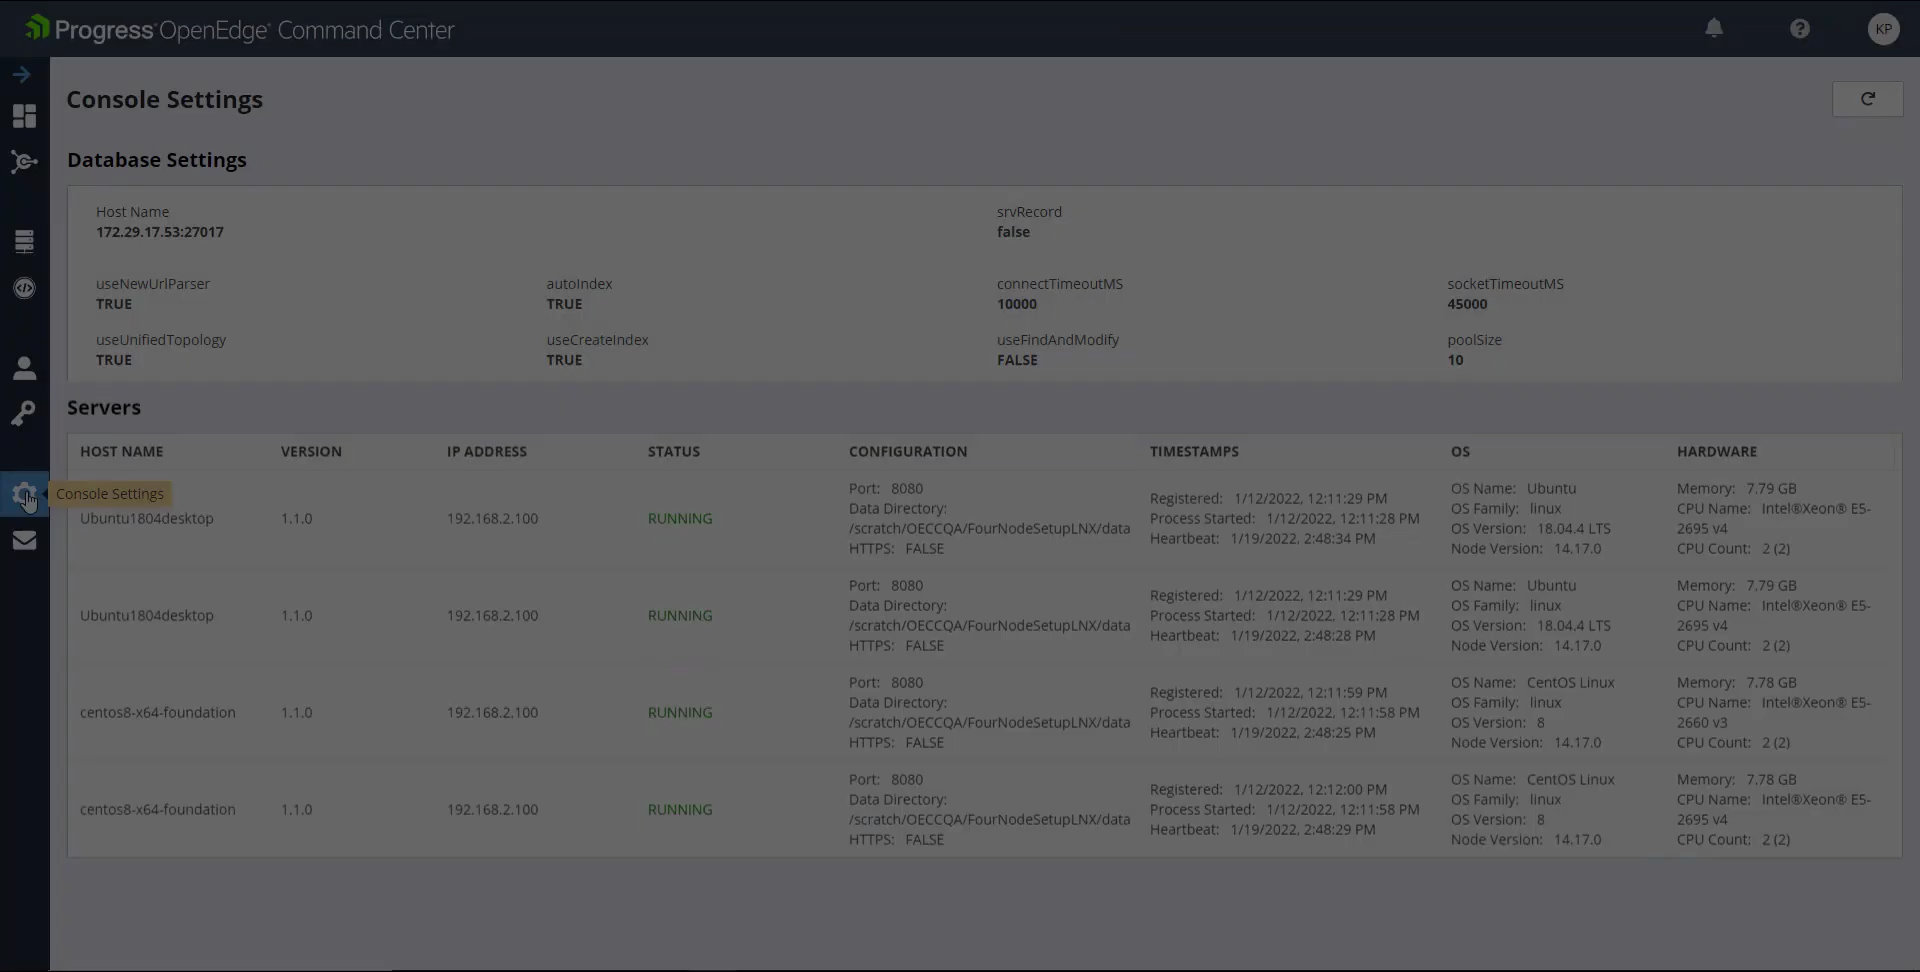 Progress OpenEdge Command Center
KP
Console Settings
Database Settings
Host Name
172.29.17.53:27017
srvRecord
false
useNewUrlParser
TRUE
autoIndex
TRUE
connectTimeoutMS
10000
socketTimeoutMS
45000
useUnifiedTopology
TRUE
useCreateIndex
TRUE
useFindAndModify
FALSE
poolSize
10
Servers
HOST NAME VERSION IP ADDRESS STATUS CONFIGURATION TIMESTAMPS OS HARDWARE
Console Settings
Ubuntu1804desktop
1.1.0
192.168.2.100
RUNNING
Port: 8080
Data Directory:
/scratch/OECCQA/FourNodeSetupLNX/data
HTTPS: FALSE
Registered: 1/12/2022, 12:11:29 PM
Process Started: 1/12/2022, 12:11:28 PM
Heartbeat: 1/19/2022, 2:48:34 PM
OS Name: Ubuntu
OS Family: linux
OS Version: 18.04.4 LTS
Node Version: 14.17.0
Memory: 7.79 GB
CPU Name: Intel®Xeon® E5-
2695 v4
CPU Count: 2 (2)
Ubuntu1804desktop
1.1.0
192.168.2.100
RUNNING
Port: 8080
Data Directory:
/scratch/OECCQA/FourNodeSetupLNX/data
HTTPS: FALSE
Registered: 1/12/2022, 12:11:29 PM
Process Started: 1/12/2022, 12:11:28 PM
Heartbeat: 1/19/2022, 2:48:28 PM
OS Name: Ubuntu
OS Family: linux
OS Version: 18.04.4 LTS
Node Version: 14.17.0
Memory: 7.79 GB
CPU Name: Intel®Xeon® E5-
2695 v4
CPU Count: 2 (2)
centos8-x64-foundation
1.1.0
192.168.2.100
RUNNING
Port: 8080
Data Directory:
/scratch/OECCQA/FourNodeSetupLNX/data
HTTPS: FALSE
Registered: 1/12/2022, 12:11:59 PM
Process Started: 1/12/2022, 12:11:58 PM
Heartbeat: 1/19/2022, 2:48:25 PM
OS Name: CentOS Linux
OS Family: linux
OS Version: 8
Node Version: 14.17.0
Memory: 7.78 GB
CPU Name: Intel®Xeon® E5-
2660 v3
CPU Count: 2 (2)
centos8-x64-foundation
1.1.0
192.168.2.100
RUNNING
Port: 8080
Data Directory:
/scratch/OECCQA/FourNodeSetupLNX/data
HTTPS: FALSE
Registered: 1/12/2022, 12:12:00 PM
Process Started: 1/12/2022, 12:11:58 PM
Heartbeat: 1/19/2022, 2:48:29 PM
OS Name: CentOS Linux
OS Family: linux
OS Version: 8
Node Version: 14.17.0
Memory: 7.78 GB
CPU Name: Intel®Xeon® E5-
2695 v4
CPU Count: 2 (2)